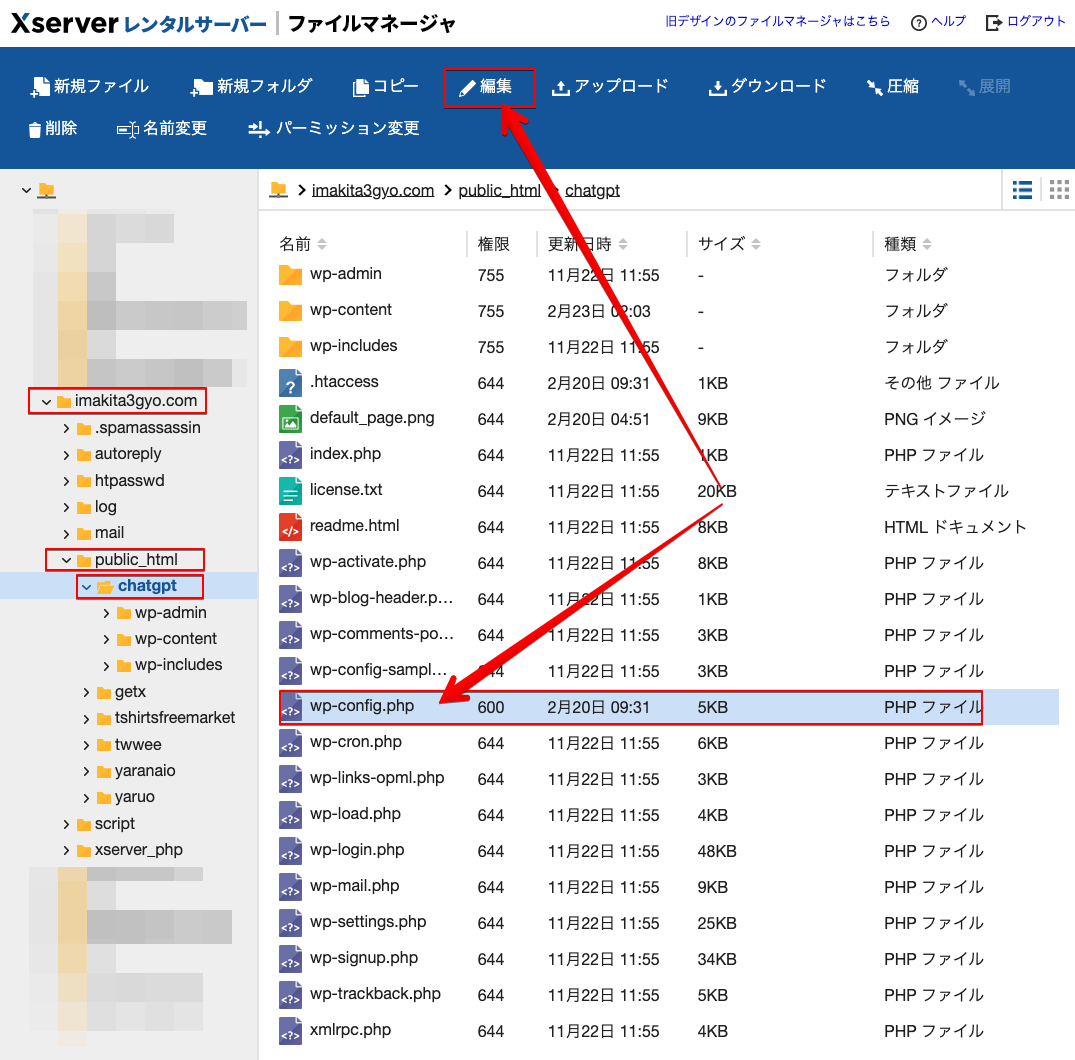 Xserver レンタルサーバー ファイルマネージャ 旧デザインのファイルマネージャはこちら ? ヘルプ ログアウト
新規ファイル 新規フォルダ コピー 編集 アップロード ダウンロード 圧縮 展開
削除 名前変更 パーミッション変更
imakita3gyo.com
.spamassassin
autoreply
htpasswd
log
mail
public_html
chatgpt
wp-admin
wp-content
wp-includes
getx
tshirtsfreemarket
twwee
yaranaio
yaruo
script
xserver_php
imakita3gyo.com public_html chatgpt
名前 権限 更新日時 サイズ 種類
wp-admin 755 11月22日 11:55 - フォルダ
wp-content 755 2月23日 02:03 - フォルダ
wp-includes 755 11月22日 11:55 - フォルダ
.htaccess 644 2月20日 09:31 1KB その他 ファイル
default_page.png 644 2月20日 04:51 9KB PNG イメージ
index.php 644 11月22日 11:55 1KB PHP ファイル
license.txt 644 11月22日 11:55 20KB テキストファイル
readme.html 644 11月22日 11:55 8KB HTML ドキュメント
wp-activate.php 644 11月22日 11:55 8KB PHP ファイル
wp-blog-header.p... 644 11月22日 11:55 1KB PHP ファイル
wp-comments-po... 644 11月22日 11:55 3KB PHP ファイル
wp-config-sampl... 644 11月22日 11:55 3KB PHP ファイル
wp-config.php 600 2月20日 09:31 5KB PHP ファイル
wp-cron.php 644 11月22日 11:55 6KB PHP ファイル
wp-links-opml.php 644 11月22日 11:55 3KB PHP ファイル
wp-load.php 644 11月22日 11:55 4KB PHP ファイル
wp-login.php 644 11月22日 11:55 48KB PHP ファイル
wp-mail.php 644 11月22日 11:55 9KB PHP ファイル
wp-settings.php 644 11月22日 11:55 25KB PHP ファイル
wp-signup.php 644 11月22日 11:55 34KB PHP ファイル
wp-trackback.php 644 11月22日 11:55 5KB PHP ファイル
xmlrpc.php 644 11月22日 11:55 4KB PHP ファイル